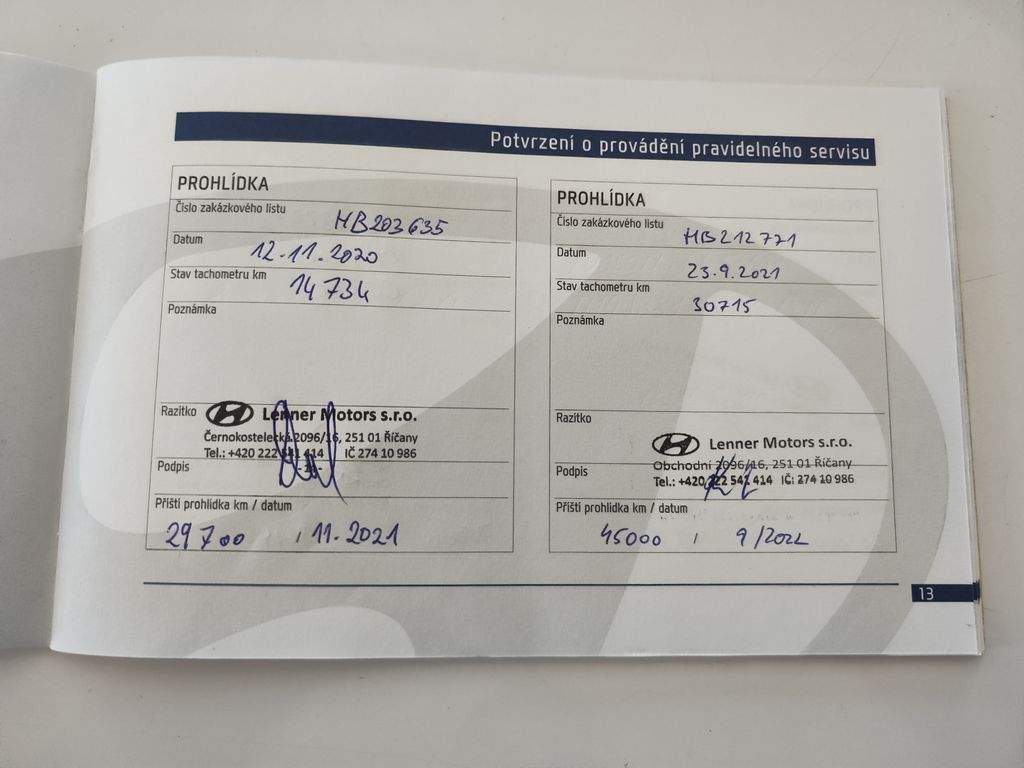 Potvrzení o provádění pravidelného servisu
PROHLÍDKA
Číslo zakázkového listu HB203635
Datum 12.11.2020
Stav tachometru km 14 734
Poznámka
Razítko Lenner Motors s.r.o.
Černokostelecká 2096/16, 251 01 Říčany
Tel.: +420 222 541 414 IČ 274 10 986
Podpis
Příští prohlídka km / datum
29 700 / 11.2021
PROHLÍDKA
Číslo zakázkového listu HB212771
Datum 23.9.2021
Stav tachometru km 30715
Poznámka
Razítko
Lenner Motors s.r.o.
Obchodní 2096/16, 251 01 Říčany
Podpis Tel.: +420 222 541 414 IČ: 274 10 986
Příští prohlídka km / datum
45000 / 9/2022
13